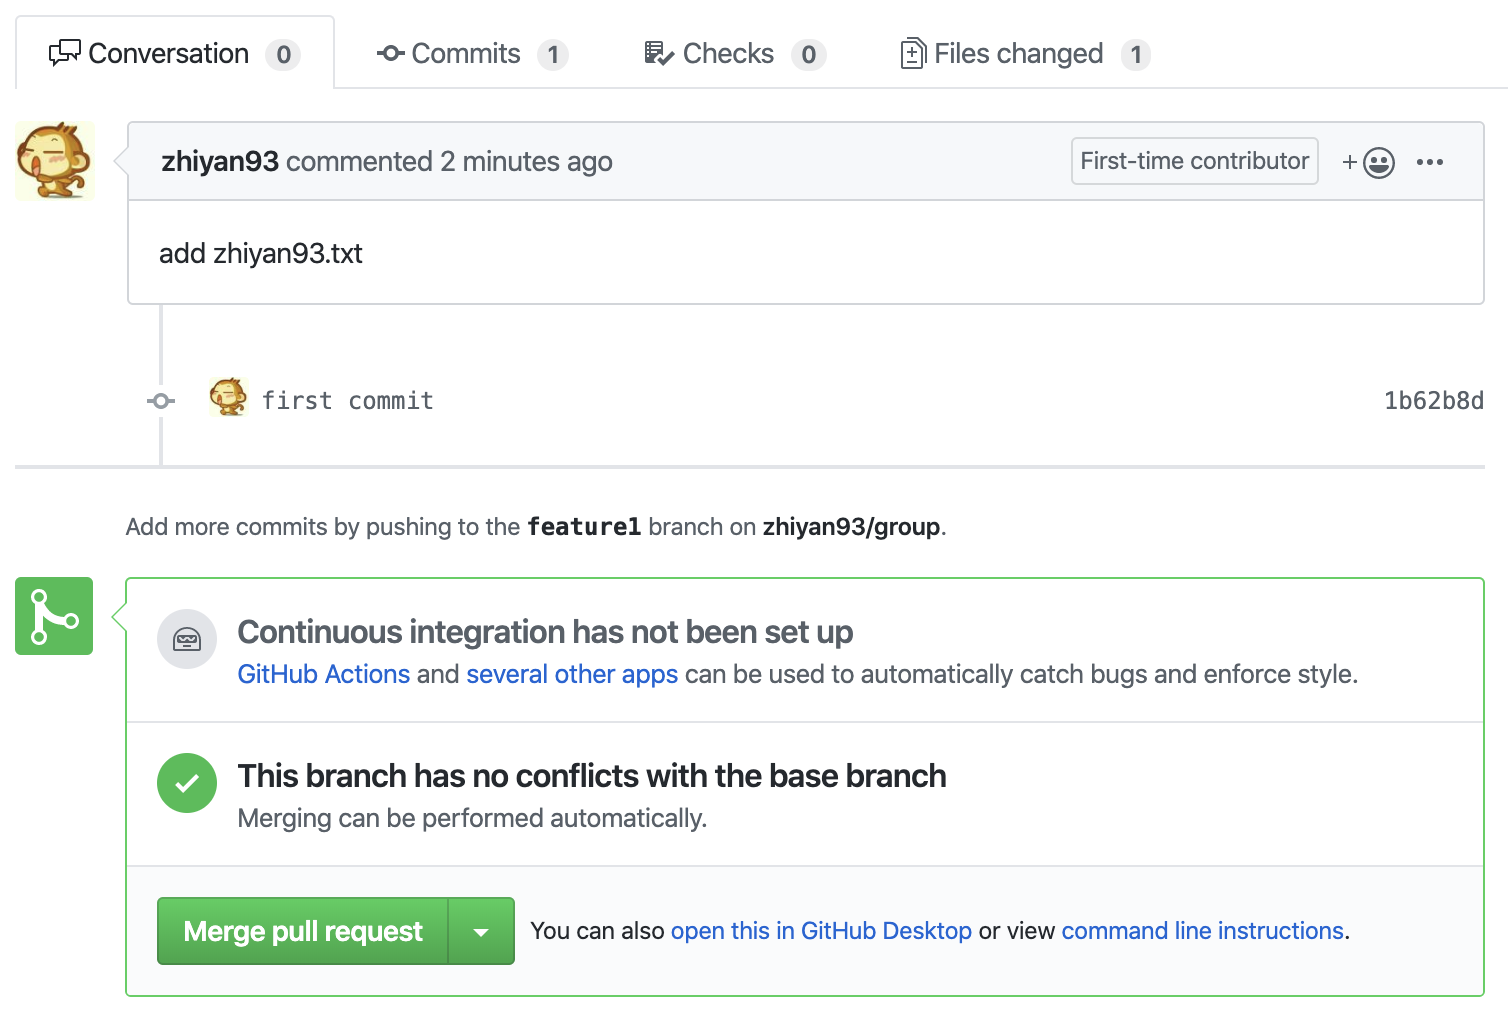 Conversation 0 Commits 1 Checks 0 Files changed 1
zhiyan93 commented 2 minutes ago First-time contributor
add zhiyan93.txt
first commit 1b62b8d
Add more commits by pushing to the feature1 branch on zhiyan93/group.
Continuous integration has not been set up
GitHub Actions and several other apps can be used to automatically catch bugs and enforce style.
This branch has no conflicts with the base branch
Merging can be performed automatically.
Merge pull request You can also open this in GitHub Desktop or view command line instructions.